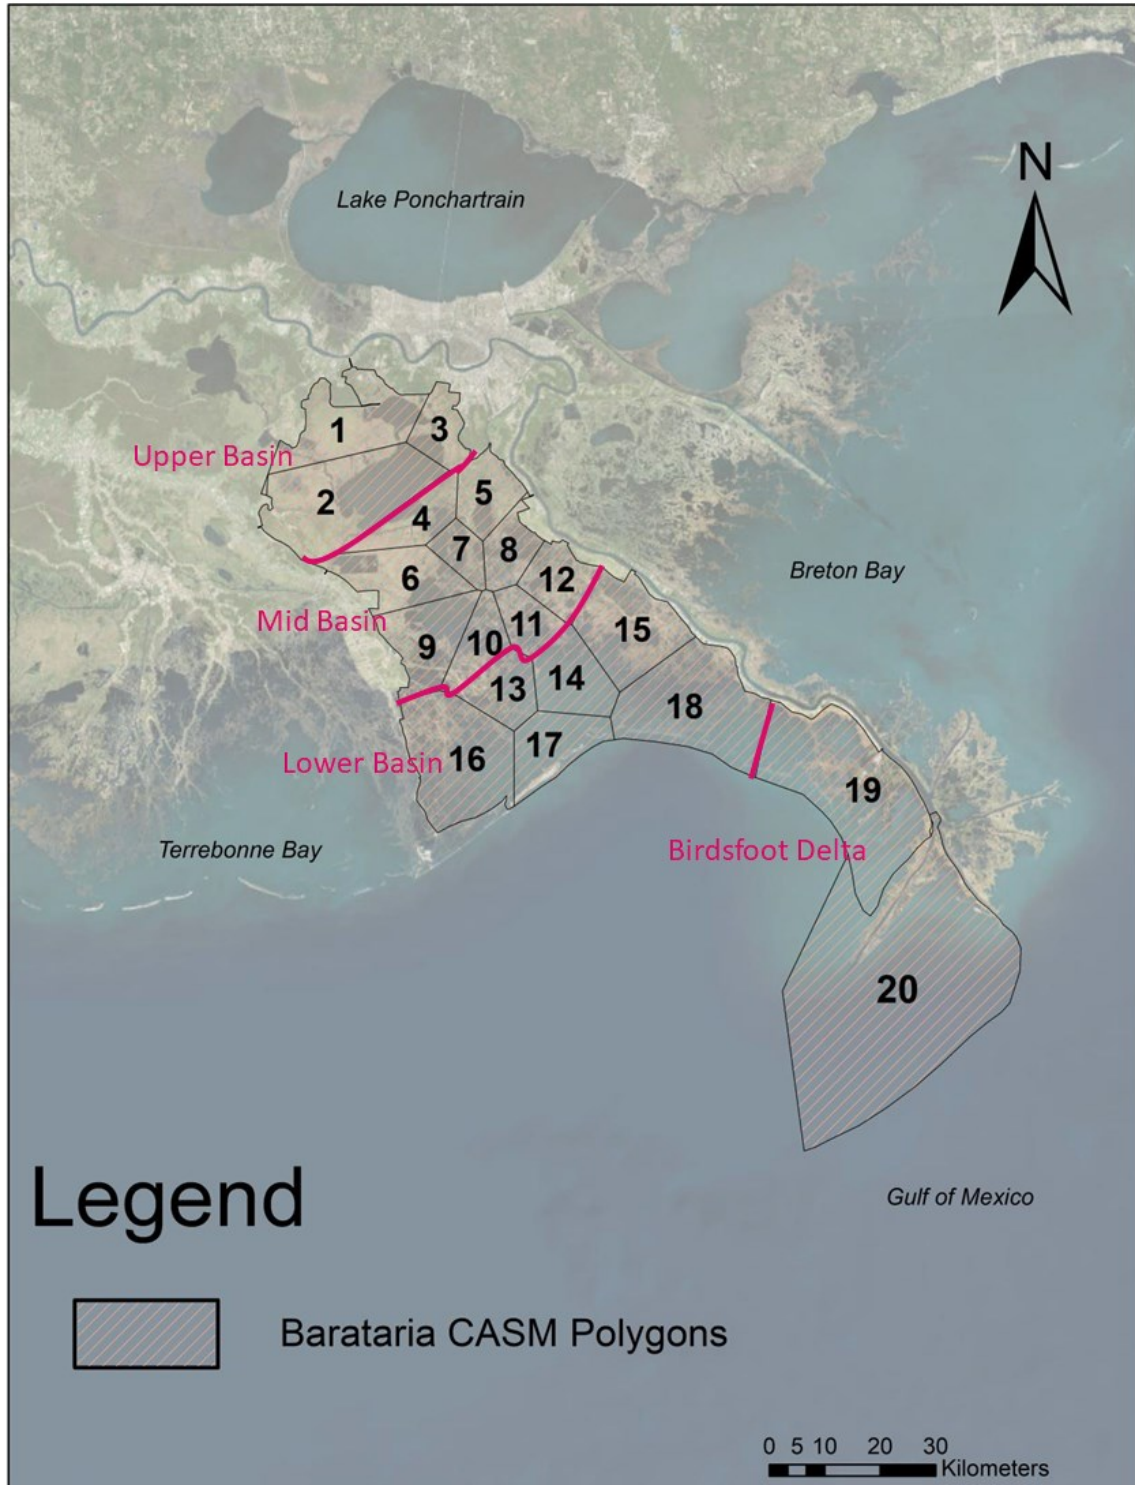 N
Lake Ponchartrain
1
3
Upper Basin
2
5
4
7
8
6
12
Breton Bay
Mid Basin
11
15
10
9
14
13
18
17
Lower Basin
16
19
Terrebonne Bay
Birdsfoot Delta
20
Legend
Gulf of Mexico
Barataria CASM Polygons
0 5 10 20 30
Kilometers